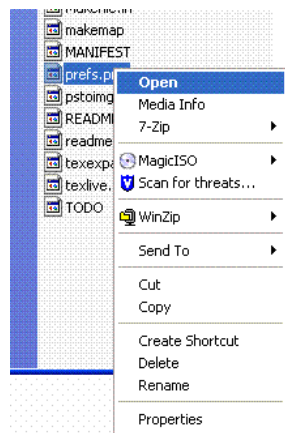 makemap
MANIFEST
prefs.p
pstoimg
README
readme
texexpa
texlive.
TODO
Open
Media Info
7-Zip
MagicISO
Scan for threats...
WinZip
Send To
Cut
Copy
Create Shortcut
Delete
Rename
Properties